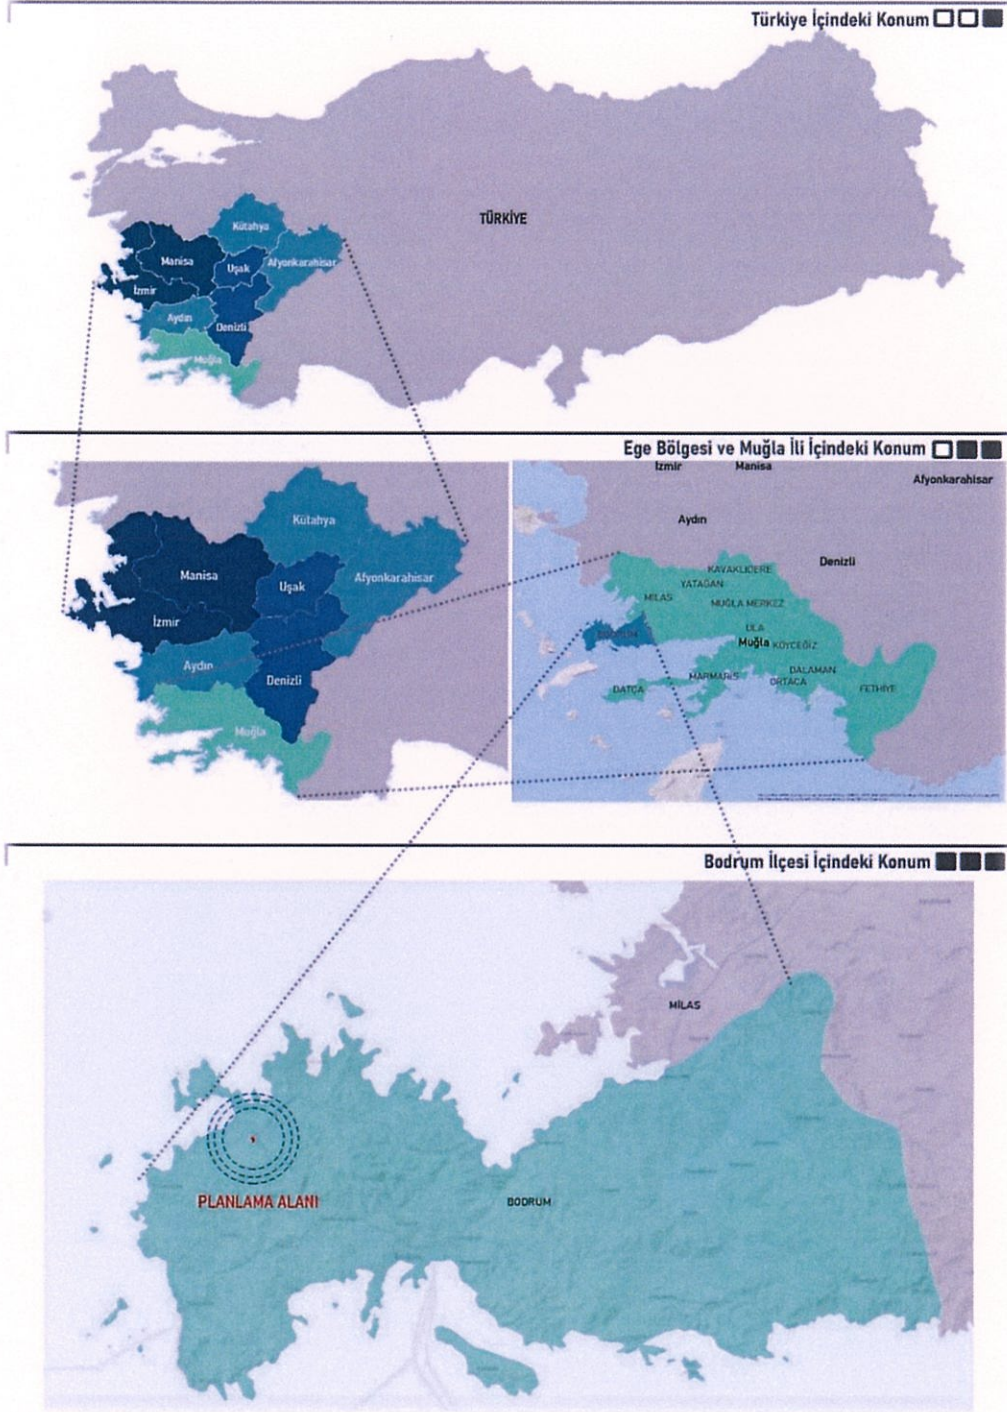 Türkiye İçindeki Konum
TÜRKİYE
Kütahya
Manisa
Uşak
Afyonkarahisar
İzmir
Aydın
Denizli
Muğla
Ege Bölgesi ve Muğla İli İçindeki Konum
Kütahya
Manisa
Uşak
Afyonkarahisar
İzmir
Aydın
Denizli
Muğla
İzmir
Manisa
Afyonkarahisar
Aydın
Denizli
KAVAKLIDERE
YATAĞAN
MİLAS
MUĞLA MERKEZ
ULA
BODRUM
Muğla
KÖYCEĞİZ
DALAMAN
MARMARİS
ORTACA
DATÇA
FETHİYE
Bodrum İlçesi İçindeki Konum
MİLAS
PLANLAMA ALANI
BODRUM